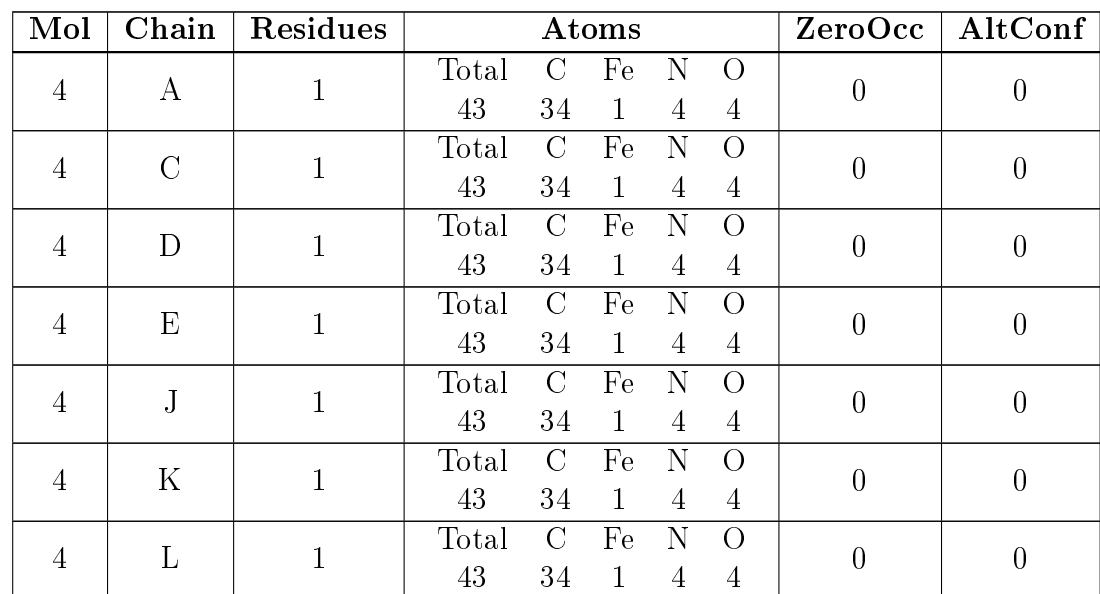 Mol Chain Residues Atoms ZeroOcc AltConf
4 A 1 Total C Fe N O 0 0
43 34 1 4 4
4 C 1 Total C Fe N O 0 0
43 34 1 4 4
4 D 1 Total C Fe N O 0 0
43 34 1 4 4
4 E 1 Total C Fe N O 0 0
43 34 1 4 4
4 J 1 Total C Fe N O 0 0
43 34 1 4 4
4 K 1 Total C Fe N O 0 0
43 34 1 4 4
4 L 1 Total C Fe N O 0 0
43 34 1 4 4